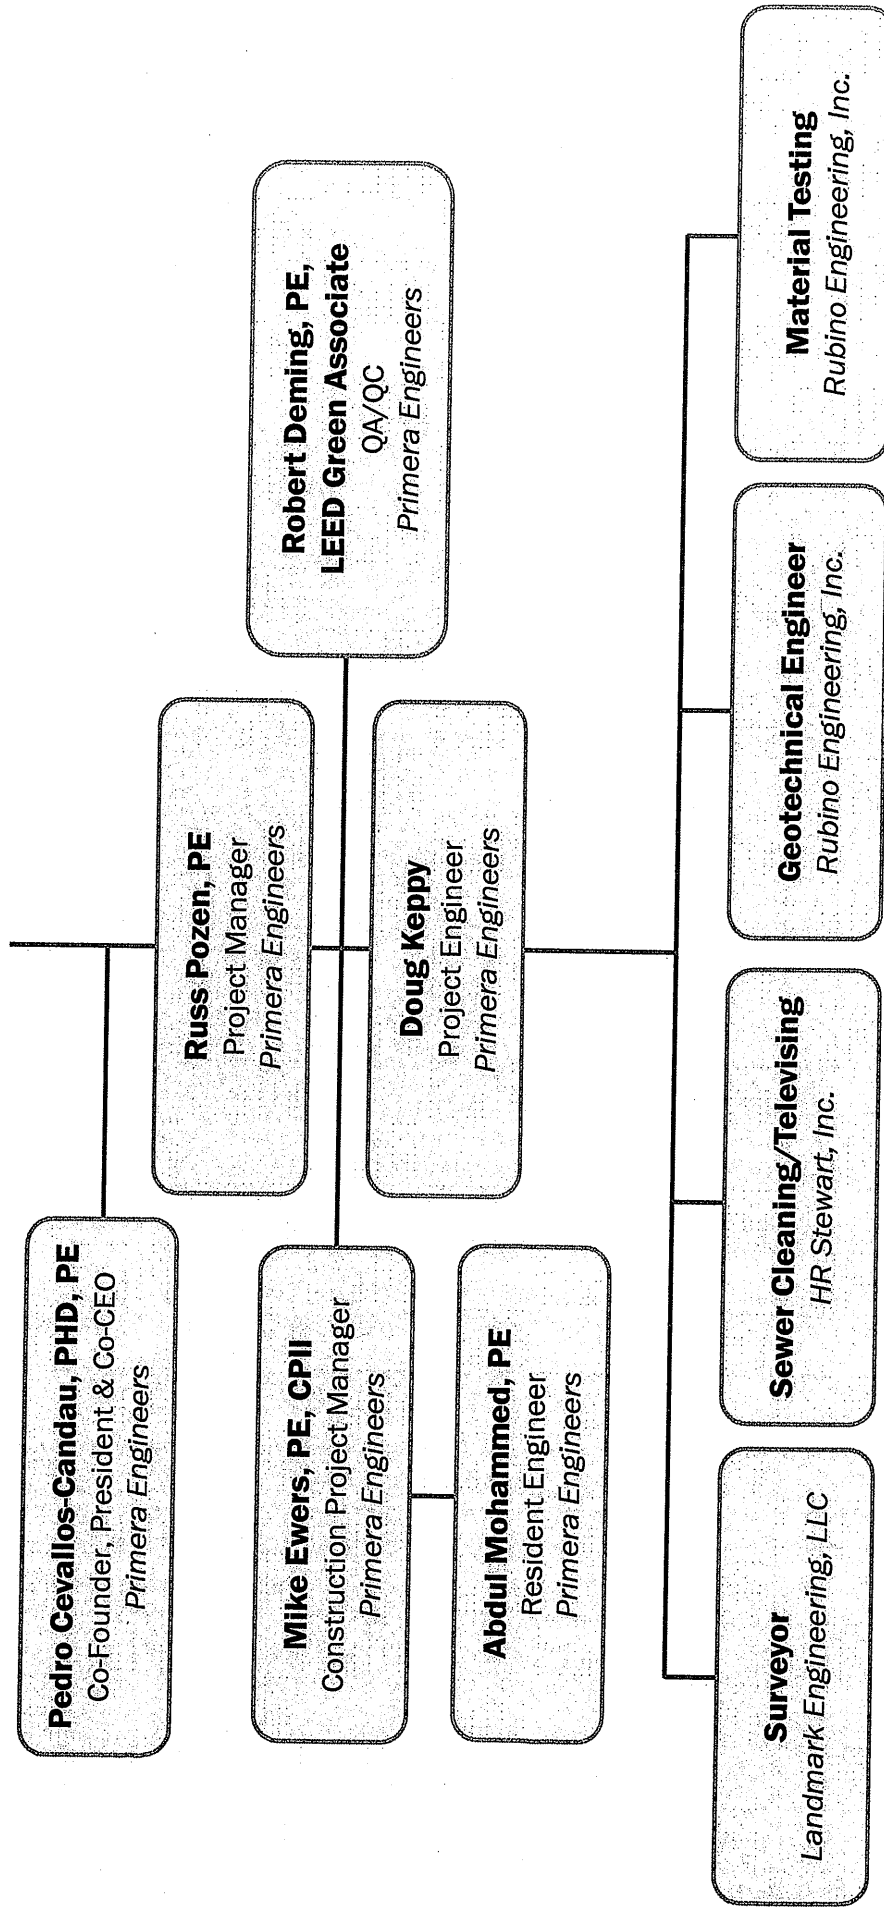 Pedro Cevallos-Candau, PHD, PE
Co-Founder, President & Co-CEO
Primera Engineers
Russ Pozen, PE
Project Manager
Primera Engineers
Mike Ewers, PE, CPII
Construction Project Manager
Primera Engineers
Robert Deming, PE,
LEED Green Associate
QA/QC
Primera Engineers
Doug Keppy
Project Engineer
Primera Engineers
Abdul Mohammed, PE
Resident Engineer
Primera Engineers
Surveyor
Landmark Engineering, LLC
Sewer Cleaning/Televising
HR Stewart, Inc.
Geotechnical Engineer
Rubino Engineering, Inc.
Material Testing
Rubino Engineering, Inc.